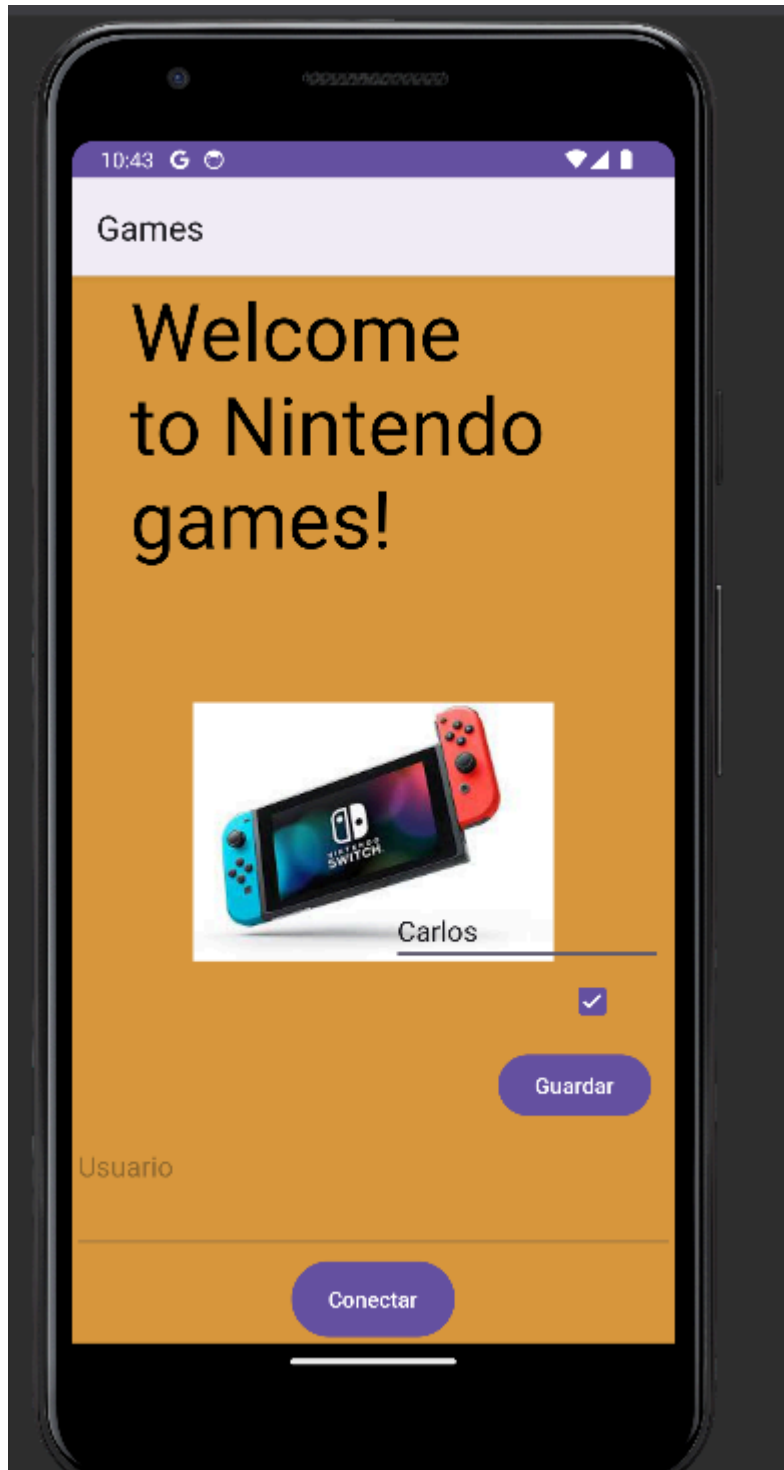 10:43 G
Games
Welcome
to Nintendo
games!
NINTENDO
SWITCH
Carlos
Guardar
Usuario
Conectar